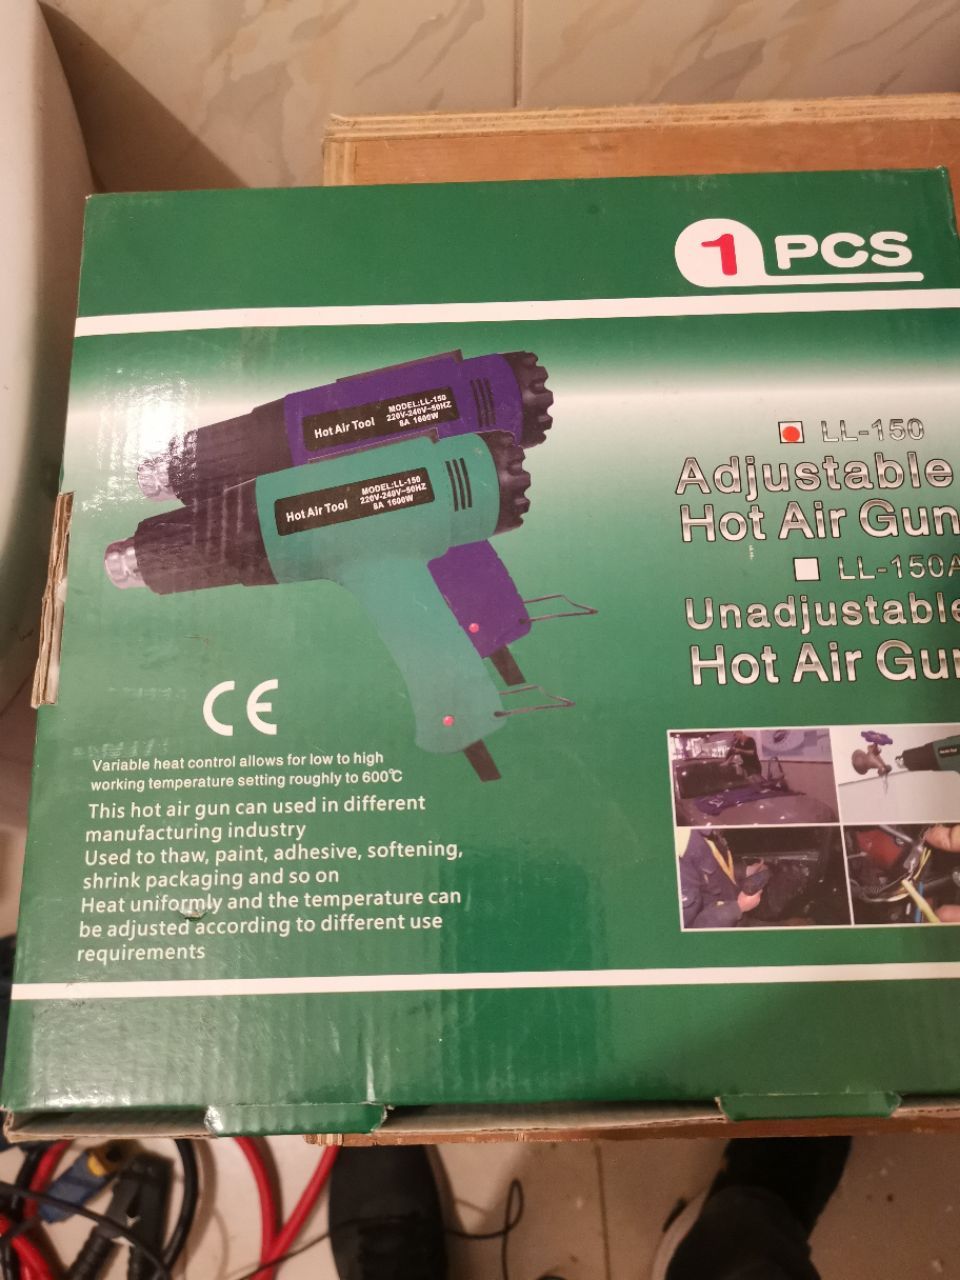 1 PCS
MODEL:LL-150
220V-240V~50HZ
8A 1600W
Hot Air Tool
MODEL:LL-150
220V-240V~50HZ
8A 1600W
Hot Air Tool
LL-150
Adjustable
Hot Air Gun
LL-150A
Unadjustable
Hot Air Gun
CE
Variable heat control allows for low to high
working temperature setting roughly to 600℃
This hot air gun can used in different
manufacturing industry
Used to thaw, paint, adhesive, softening,
shrink packaging and so on
Heat uniformly and the temperature can
be adjusted according to different use
requirements